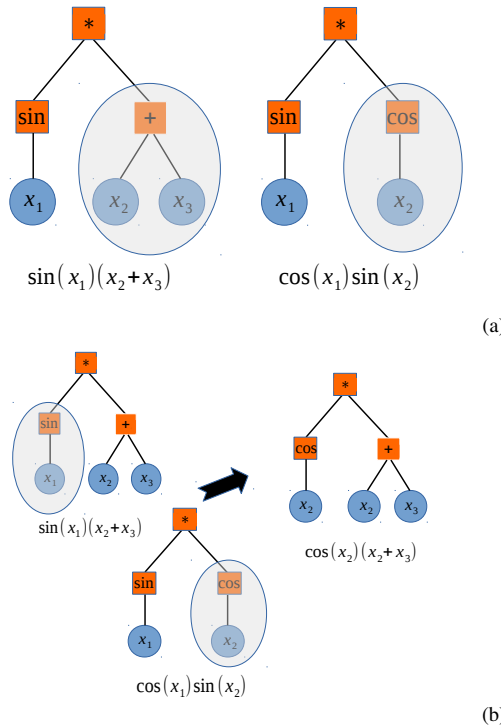 * *
sin + sin cos
x₁ x₂ x₃ x₁ x₂
sin(x₁)(x₂+x₃) cos(x₁)sin(x₂)
(a)
*
sin +
x₁ x₂ x₃
sin(x₁)(x₂+x₃)
*
cos +
x₂ x₂ x₃
cos(x₂)(x₂+x₃)
*
sin cos
x₁ x₂
cos(x₁)sin(x₂)
(b)